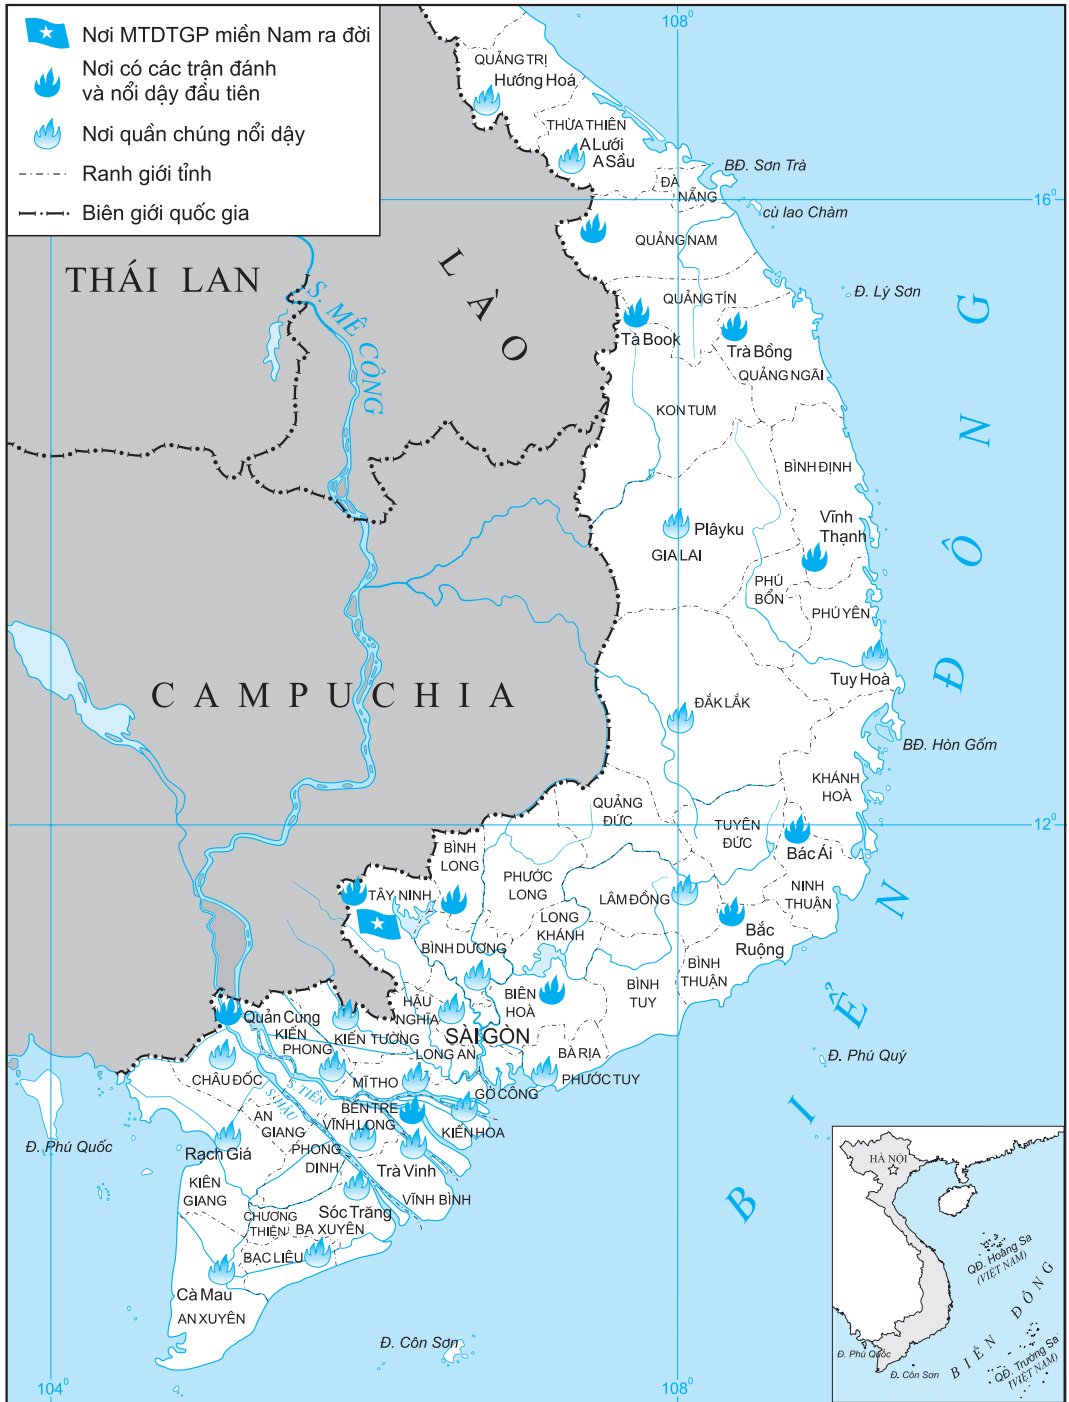 Nơi MTDTGP miền Nam ra đời
Nơi có các trận đánh
và nổi dậy đầu tiên
Nơi quần chúng nổi dậy
Ranh giới tỉnh
Biên giới quốc gia
108⁰
QUẢNG TRỊ
Hướng Hoá
THỪA THIÊN
A Lưới
A Sầu
BĐ. Sơn Trà
ĐÀ
NẴNG
16⁰
cù lao Chàm
QUẢNG NAM
THÁI LAN
LÀO
S. MÊ CÔNG
QUẢNG TÍN
Đ. Lý Sơn
Tà Book
Trà Bồng
QUẢNG NGÃI
KON TUM
BÌNH ĐỊNH
Vĩnh
Thạnh
Plâyku
GIA LAI
PHÚ
BỔN
PHÚ YÊN
Tuy Hoà
CAMPUCHIA
ĐẮK LẮK
BĐ. Hòn Gốm
KHÁNH
HOÀ
QUẢNG
ĐỨC
TUYÊN
ĐỨC
12⁰
Bác Ái
BÌNH
LONG
PHƯỚC
LONG
TÂY NINH
LÂM ĐỒNG
NINH
THUẬN
LONG
KHÁNH
Bắc
Ruộng
BÌNH DƯƠNG
BÌNH
THUẬN
BÌNH
TUY
BIÊN
HOÀ
HẬU
NGHĨA
Quản Cung
KIẾN
PHONG
KIẾN TƯỜNG
SÀI GÒN
LONG AN
BÀ RỊA
Đ. Phú Quý
CHÂU ĐỐC
MĨ THO
PHƯỚC TUY
S. TIỀN
S. HẬU
GÒ CÔNG
BẾN TRE
AN
GIANG
VĨNH LONG
KIẾN HOÀ
Đ. Phú Quốc
Rạch Giá
PHONG
DINH
Trà Vinh
KIÊN
GIANG
VĨNH BÌNH
Sóc Trăng
CHƯƠNG
THIỆN
BA XUYÊN
BẠC LIÊU
Cà Mau
AN XUYÊN
Đ. Côn Sơn
BIỂN ĐÔNG
104⁰
108⁰
HÀ NỘI
QĐ. Hoàng Sa
(VIỆT NAM)
BIỂN ĐÔNG
Đ. Phú Quốc
Đ. Côn Sơn
QĐ. Trường Sa
(VIỆT NAM)